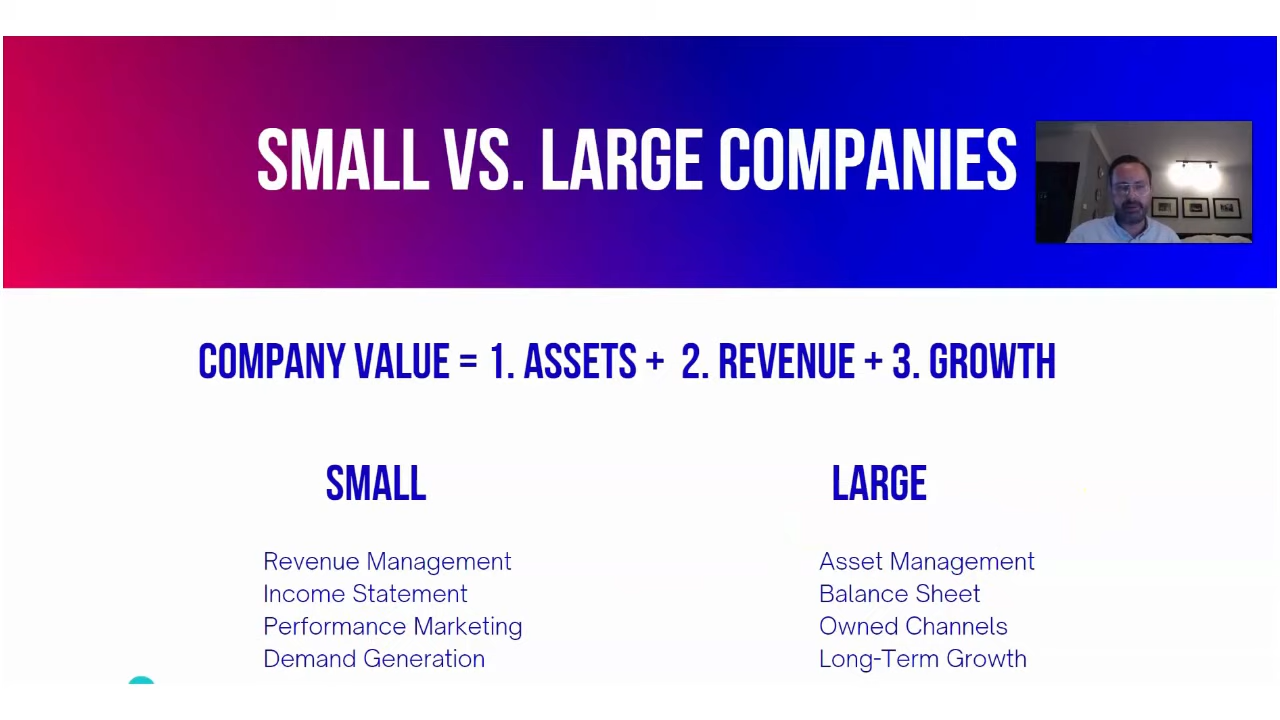 SMALL VS. LARGE COMPANIES
COMPANY VALUE = 1. ASSETS + 2. REVENUE + 3. GROWTH
SMALL
Revenue Management
Income Statement
Performance Marketing
Demand Generation
LARGE
Asset Management
Balance Sheet
Owned Channels
Long-Term Growth